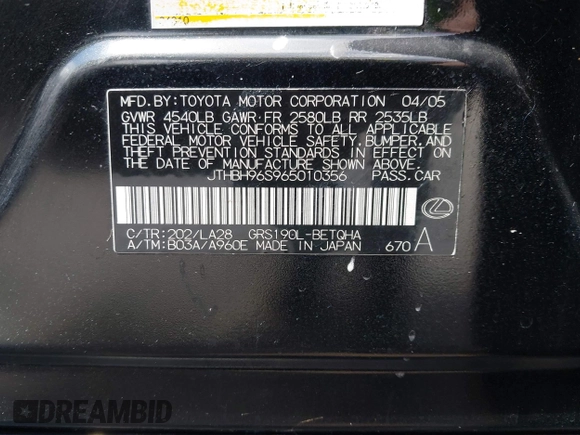 MFD.BY:TOYOTA MOTOR CORPORATION 04/05
GVWR 4540LB GAWR FR 2580LB RR 2535LB
THIS VEHICLE CONFORMS TO ALL APPLICABLE
FEDERAL MOTOR VEHICLE SAFETY,BUMPER,AND
THEFT PREVENTION STANDARDS IN EFFECT ON
THE DATE OF MANUFACTURE SHOWN ABOVE.
JTHBH96S965010356 PASS.CAR
C/TR:202/LA28 GRS190L-BETQHA
A/TM:B03A/A960E MADE IN JAPAN 670 A
DREAMBID